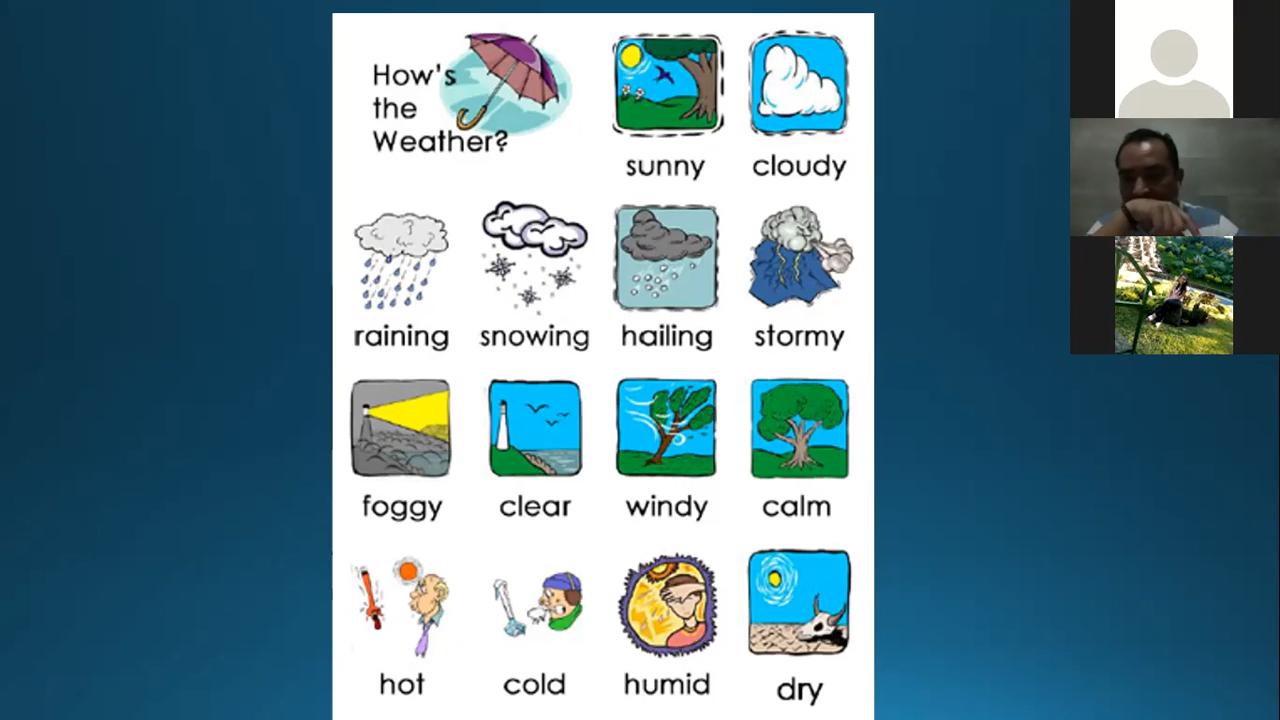 How's
the
Weather?
sunny cloudy
raining snowing hailing stormy
foggy clear windy calm
hot cold humid dry